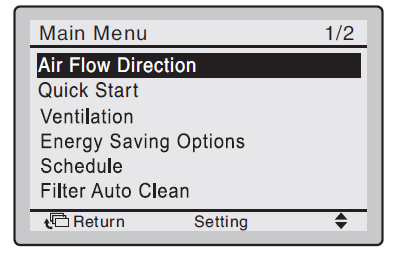 Main Menu 1/2
Air Flow Direction
Quick Start
Ventilation
Energy Saving Options
Schedule
Filter Auto Clean
Return Setting